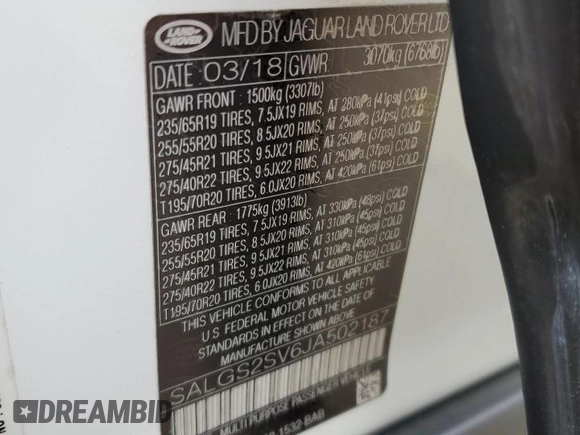 LAND ROVER
MFD BY JAGUAR LAND ROVER LTD
DATE: 03/18 GVWR 3070kg (6768lb)
GAWR FRONT : 1500kg (3307lb)
235/65R19 TIRES, 7.5JX19 RIMS, AT 280kPa (41psi) COLD
255/55R20 TIRES, 8.5JX20 RIMS, AT 250kPa (37psi) COLD
275/45R21 TIRES, 9.5JX21 RIMS, AT 250kPa (37psi) COLD
275/40R22 TIRES, 9.5JX22 RIMS, AT 250kPa (37psi) COLD
T195/70R20 TIRES, 6.0JX20 RIMS, AT 420kPa (61psi) COLD
GAWR REAR : 1775kg (3913lb)
235/65R19 TIRES, 7.5JX19 RIMS, AT 330kPa (48psi) COLD
255/55R20 TIRES, 8.5JX20 RIMS, AT 310kPa (45psi) COLD
275/45R21 TIRES, 9.5JX21 RIMS, AT 310kPa (45psi) COLD
275/40R22 TIRES, 9.5JX22 RIMS, AT 310kPa (45psi) COLD
T195/70R20 TIRES, 6.0JX20 RIMS, AT 420kPa (61psi) COLD
THIS VEHICLE CONFORMS TO ALL APPLICABLE
U.S. FEDERAL MOTOR VEHICLE SAFETY
STANDARDS IN EFFECT ON THE DATE OF
MANUFACTURE SHOWN ABOVE
SALGS2SV6JA502187
MULTI PURPOSE PASSENGER VEHICLE
1532-BAB
DREAMBID